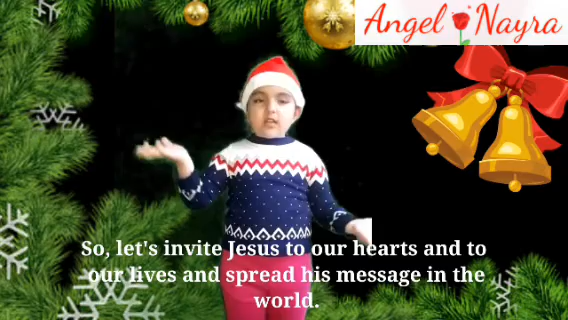 Angel Nayra
So, let's invite Jesus to our hearts and to
our lives and spread his message in the
world.